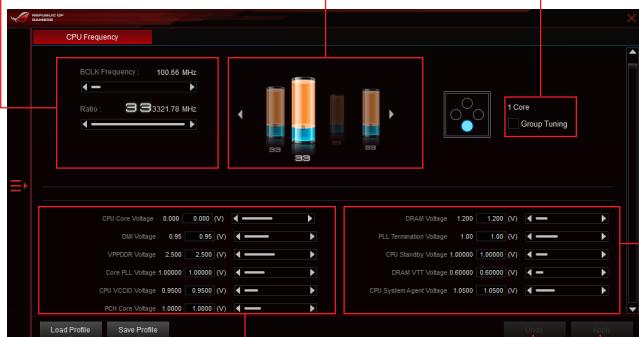 REPUBLIC OF
GAMERS
CPU Frequency
BCLK Frequency : 100.66 MHz
Ratio : 33 3321.78 MHz
33
33
33
1 Core
Group Tuning
CPU Core Voltage 0.000 0.000 (V)
DMI Voltage 0.95 0.95 (V)
VPPDDR Voltage 2.500 2.500 (V)
Core PLL Voltage 1.00000 1.00000 (V)
CPU VCCIO Voltage 0.9500 0.9500 (V)
PCH Core Voltage 1.0000 1.0000 (V)
DRAM Voltage 1.200 1.200 (V)
PLL Termination Voltage 1.00 1.00 (V)
CPU Standby Voltage 1.00000 1.00000 (V)
DRAM VTT Voltage 0.60000 0.60000 (V)
CPU System Agent Voltage 1.0500 1.0500 (V)
Load Profile Save Profile Undo Apply